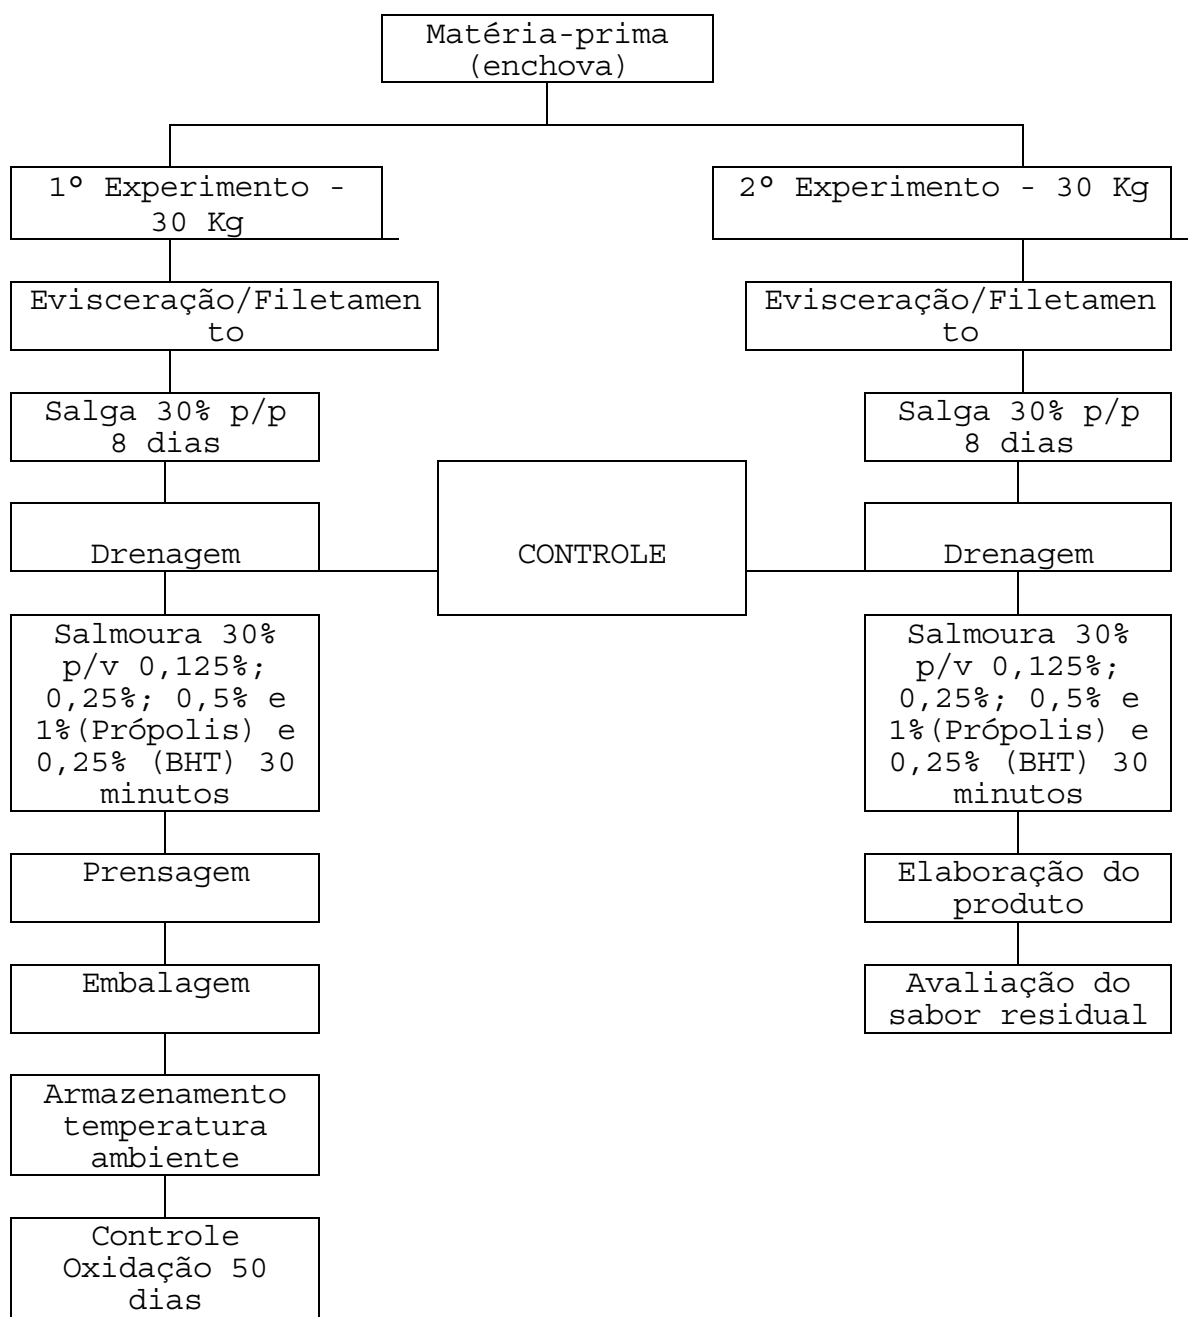 Matéria-prima
(enchova)
1º Experimento -
30 Kg
2º Experimento - 30 Kg
Evisceração/Filetamen
to
Evisceração/Filetamen
to
Salga 30% p/p
8 dias
Salga 30% p/p
8 dias
Drenagem
CONTROLE
Drenagem
Salmoura 30%
p/v 0,125%;
0,25%; 0,5% e
1%(Própolis) e
0,25% (BHT) 30
minutos
Salmoura 30%
p/v 0,125%;
0,25%; 0,5% e
1%(Própolis) e
0,25% (BHT) 30
minutos
Prensagem
Elaboração do
produto
Embalagem
Avaliação do
sabor residual
Armazenamento
temperatura
ambiente
Controle
Oxidação 50
dias